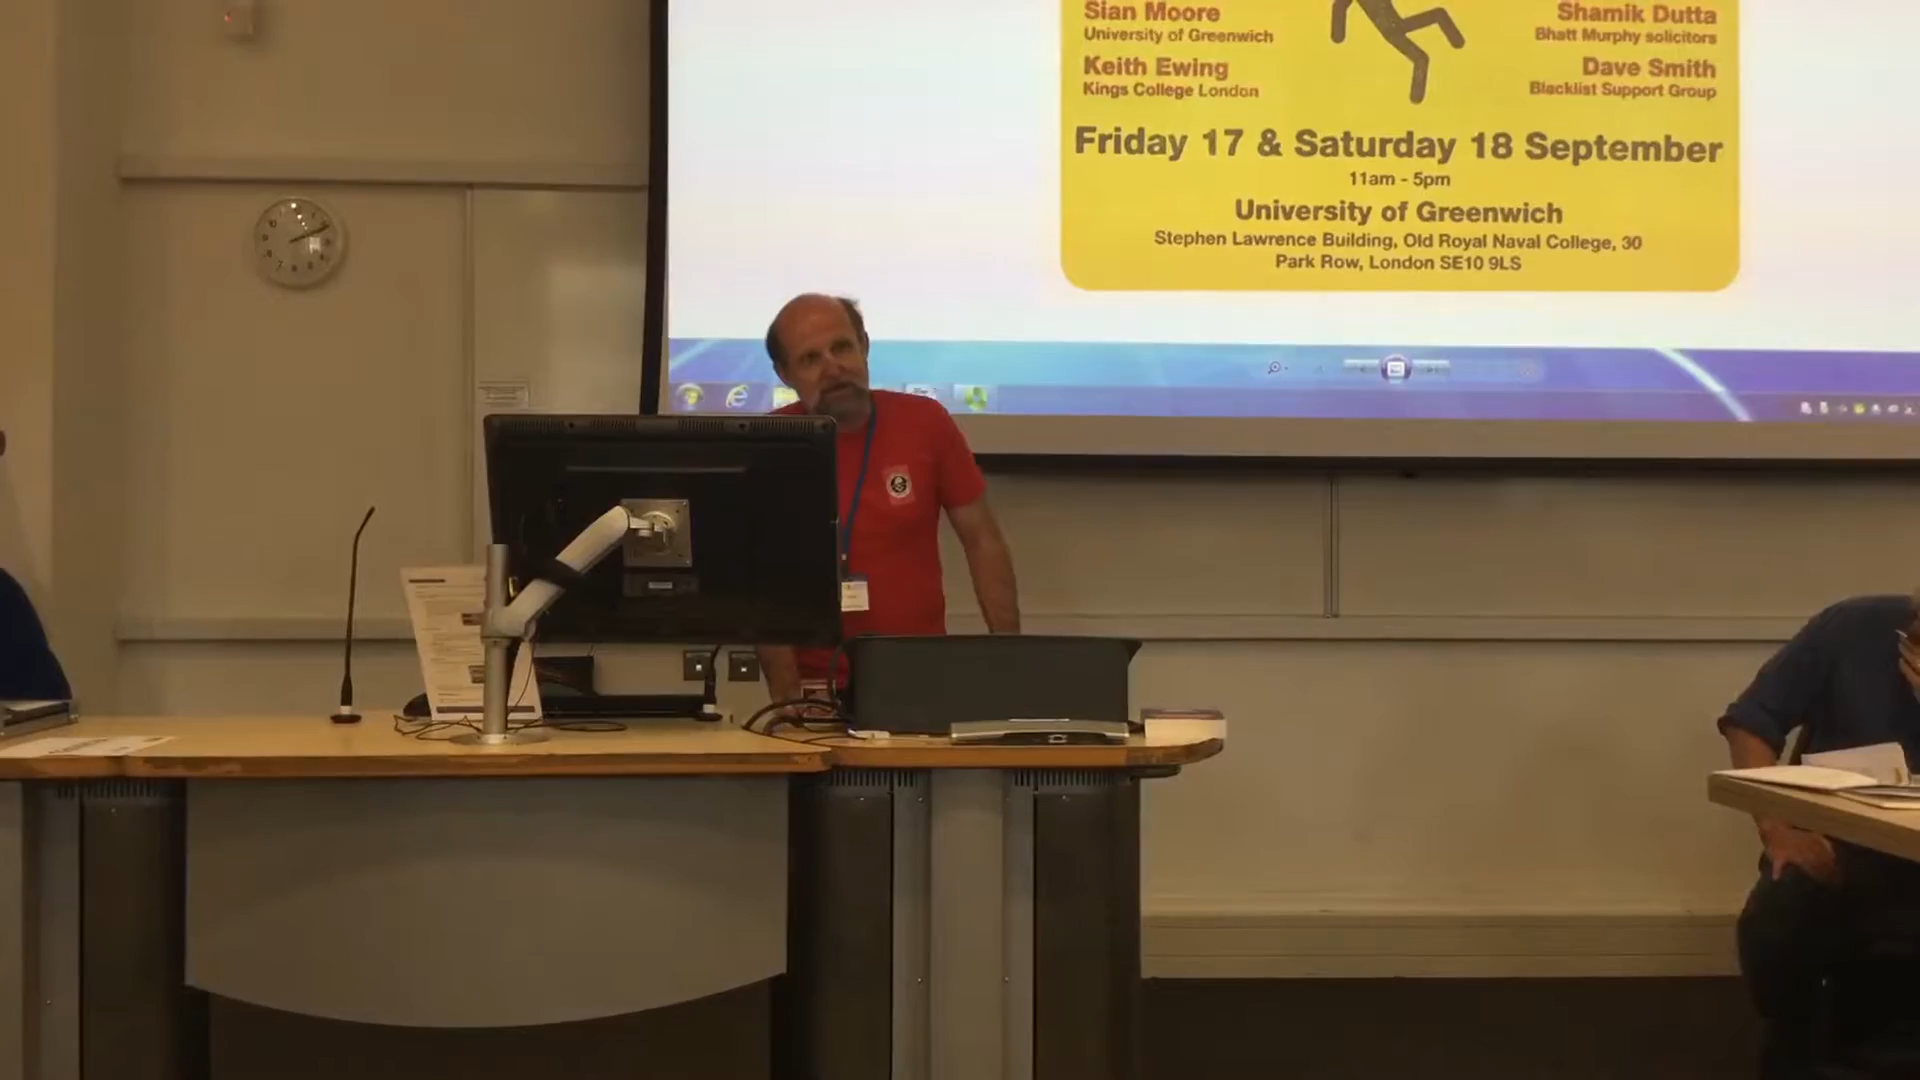 Sian Moore
University of Greenwich
Keith Ewing
Kings College London
Shamik Dutta
Bhatt Murphy solicitors
Dave Smith
Blacklist Support Group
Friday 17 & Saturday 18 September
11am - 5pm
University of Greenwich
Stephen Lawrence Building, Old Royal Naval College, 30
Park Row, London SE10 9LS